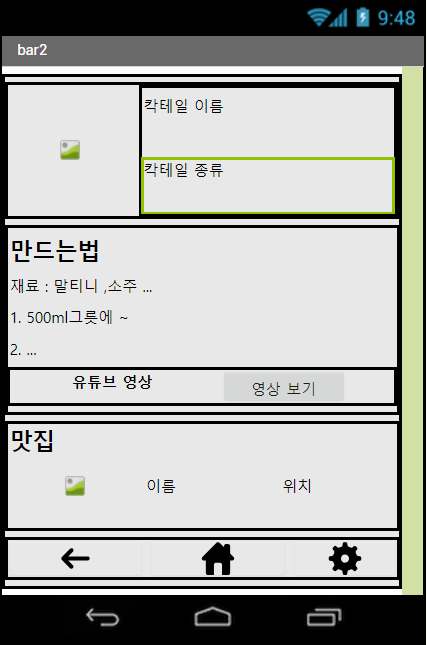 9:48
bar2
칵테일 이름
칵테일 종류
만드는법
재료 : 말티니 ,소주 ...
1. 500ml그릇에 ~
2. ...
유튜브 영상 영상 보기
맛집
이름 위치